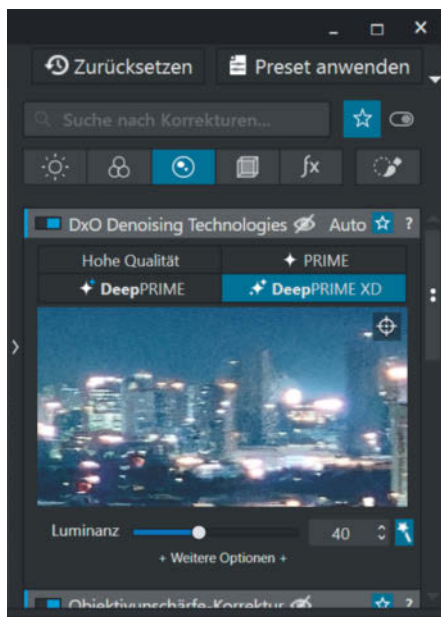 Zurücksetzen Preset anwenden
Suche nach Korrekturen...
fx
DxO Denoising Technologies Auto ?
Hohe Qualität PRIME
DeepPRIME DeepPRIME XD
Luminanz 40
+ Weitere Optionen +
Objektivunschärfe-Korrektur ?